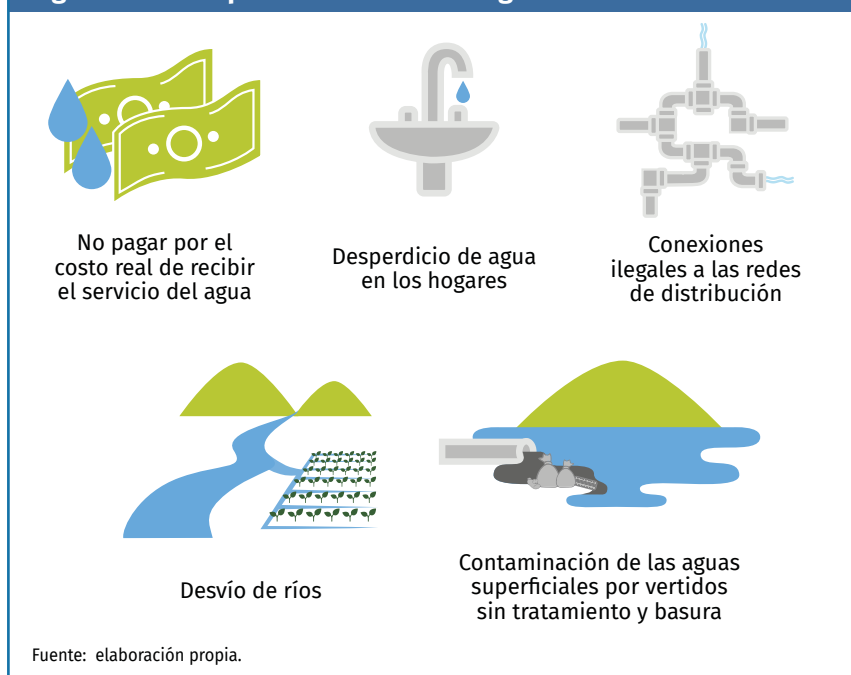 No pagar por el
costo real de recibir
el servicio del agua
Desperdicio de agua
en los hogares
Conexiones
ilegales a las redes
de distribución
Desvío de ríos
Contaminación de las aguas
superficiales por vertidos
sin tratamiento y basura
Fuente: elaboración propia.